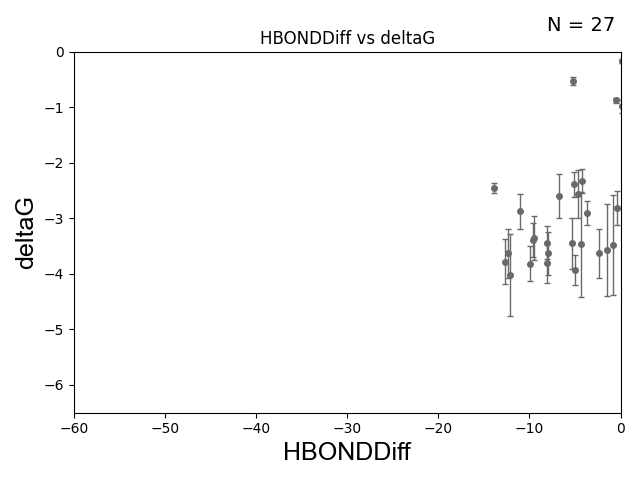 N = 27
HBONDDiff vs deltaG
0
−1
−2
−3
−4
−5
−6
deltaG
−60 −50 −40 −30 −20 −10 0
HBONDDiff